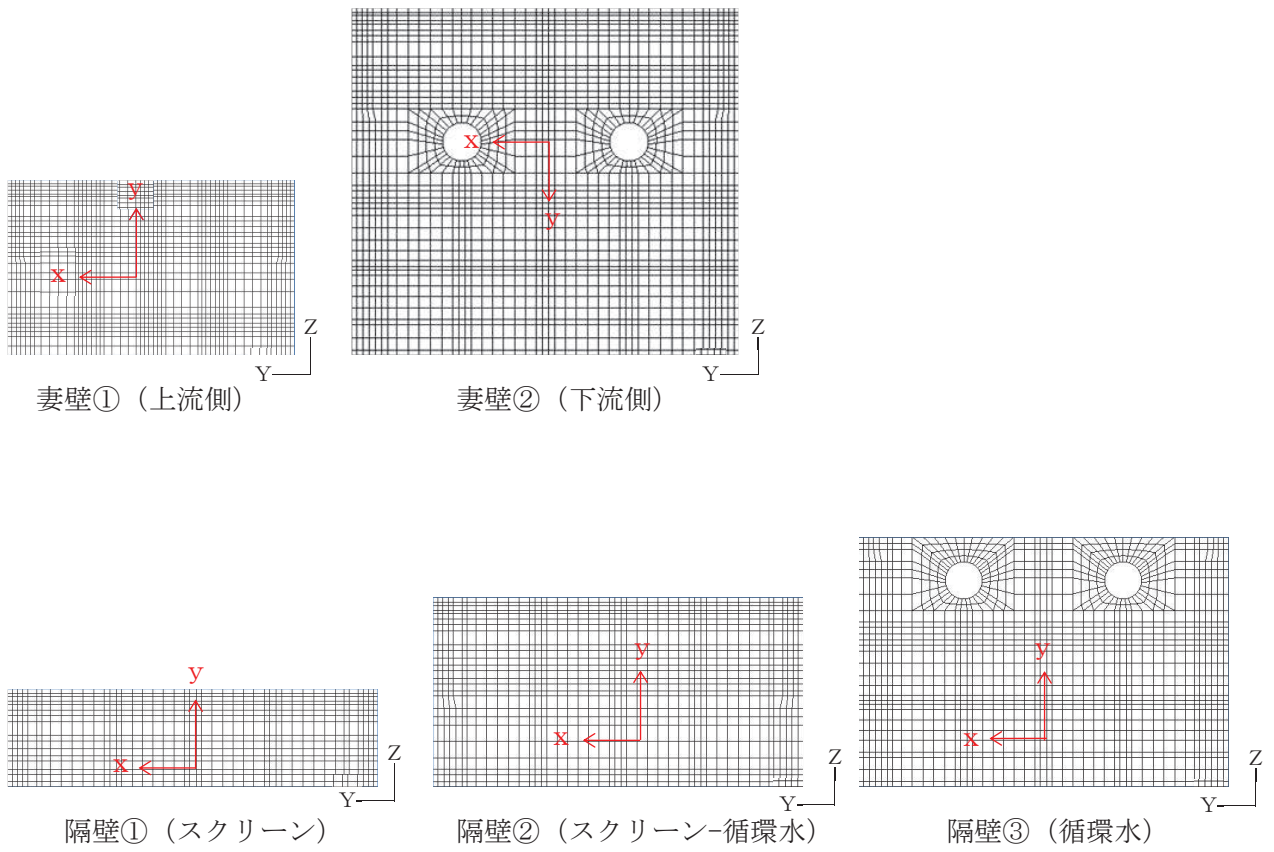 x
y
Z
Y
妻壁①（上流側）
x
y
Z
Y
妻壁②（下流側）
y
x
Z
Y
隔壁①（スクリーン）
y
x
Z
Y
隔壁②（スクリーン-循環水）
y
x
Z
Y
隔壁③（循環水）